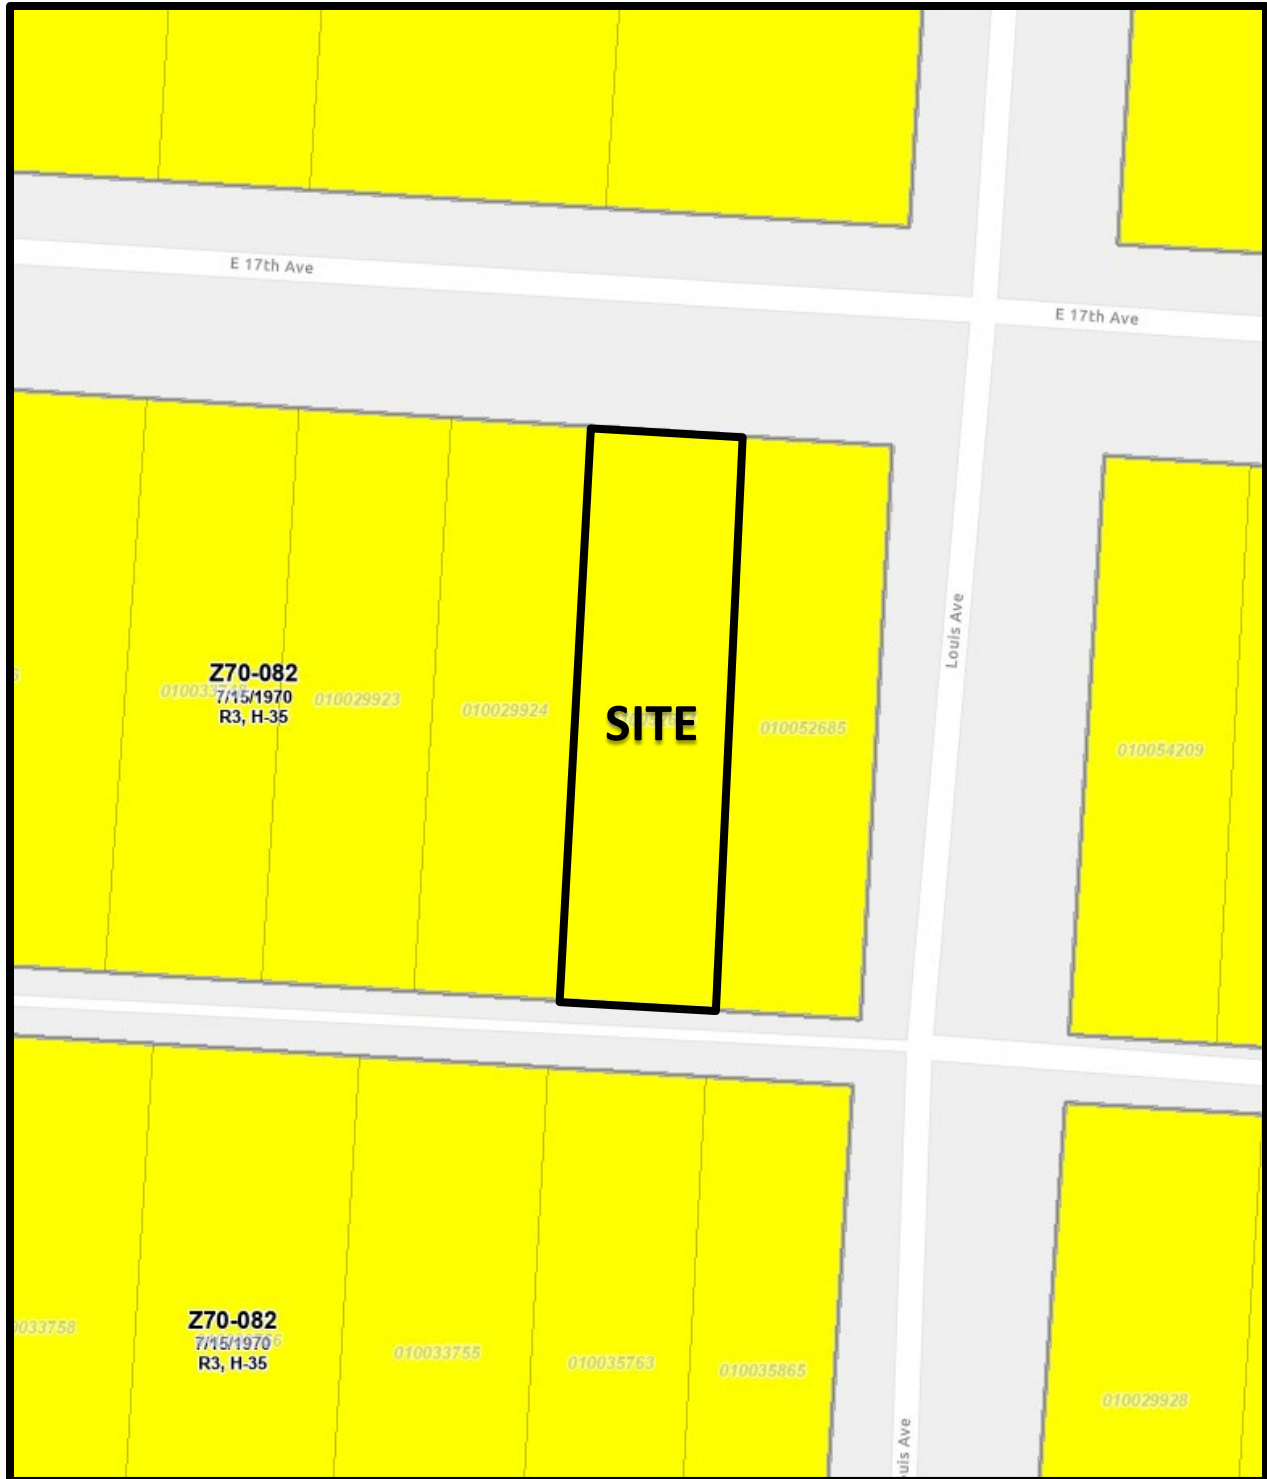 E 17th Ave
E 17th Ave
Louis Ave
Z70-082
7/15/1970
R3, H-35
010029923
010029924
SITE
010052685
010054209
Z70-082
7/15/1970
R3, H-35
010033755
010035763
010035865
010029928